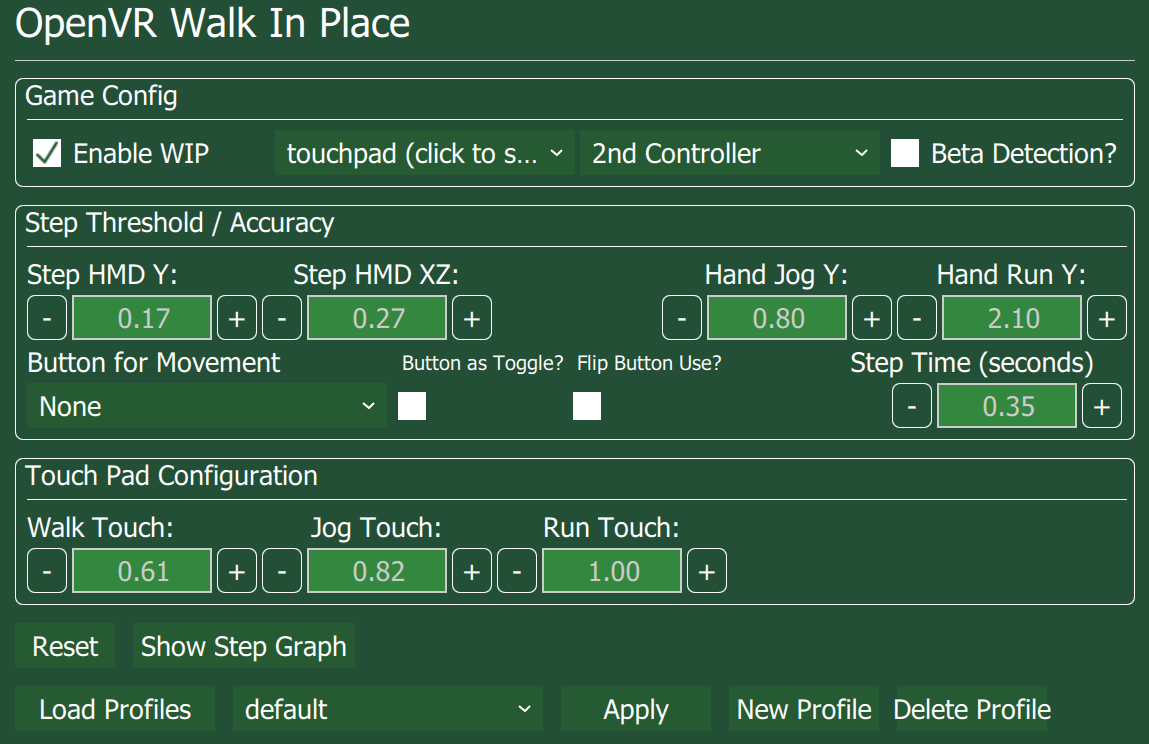 OpenVR Walk In Place
Game Config
Enable WIP touchpad (click to s... 2nd Controller Beta Detection?
Step Threshold / Accuracy
Step HMD Y: Step HMD XZ: Hand Jog Y: Hand Run Y:
- 0.17 + - 0.27 + - 0.80 + - 2.10 +
Button for Movement Button as Toggle? Flip Button Use? Step Time (seconds)
None - 0.35 +
Touch Pad Configuration
Walk Touch: Jog Touch: Run Touch:
- 0.61 + - 0.82 + - 1.00 +
Reset Show Step Graph
Load Profiles default Apply New Profile Delete Profile